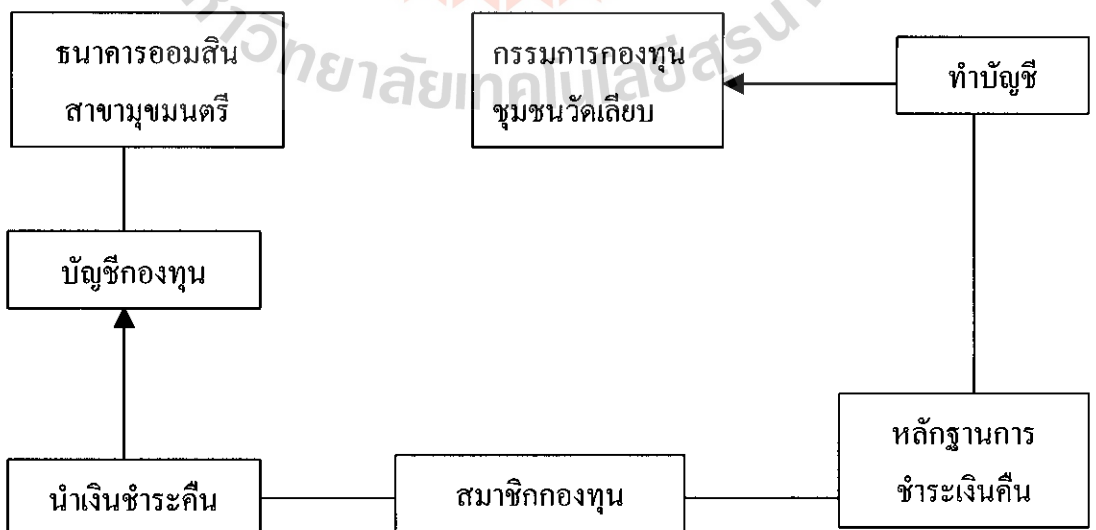 ธนาคารออมสิน
สาขามุขมนตรี
กรรมการกองทุน
ชุมชนวัดเลียบ
ทำบัญชี
บัญชีกองทุน
นำเงินชำระคืน
สมาชิกกองทุน
หลักฐานการ
ชำระเงินคืน